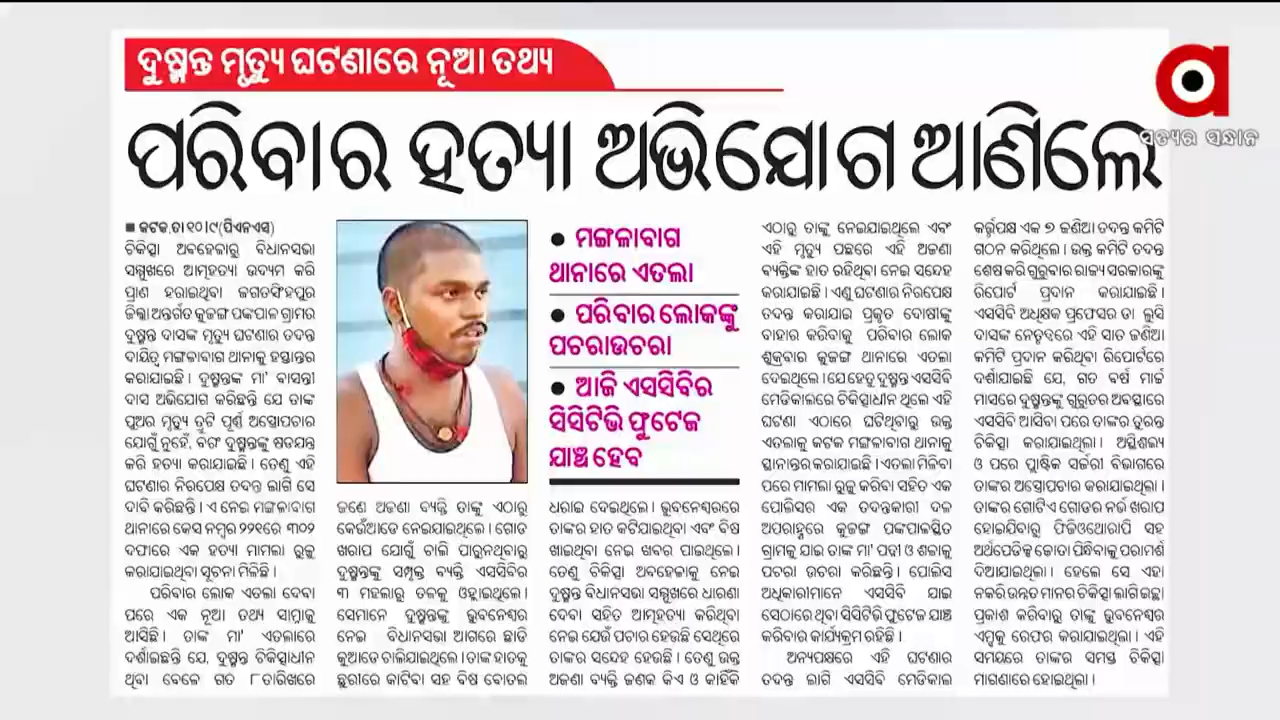 ଦୁଷ୍ମନ୍ତ ମୃତ୍ୟୁ ଘଟଣାରେ ନୂଆ ତଥ୍ୟ
ସତ୍ୟର ସନ୍ଧାନ
ପରିବାର ହତ୍ୟା ଅଭିଯୋଗ ଆଣିଲେ
■ କଟକ,ତା ୧୦।୯(ପିଏନଏସ୍)
ଚିକିତ୍ସା ଅବହେଳାରୁ ବିଧାନସଭା
ସମ୍ମୁଖରେ ଆତ୍ମହତ୍ୟା ଉଦ୍ୟମ କରି
ପ୍ରାଣ ହରାଇଥିବା ଜଗତସିଂହପୁର
ଜିଲ୍ଲା ଅନ୍ତର୍ଗତ କୁଜଙ୍ଗ ପଙ୍କପାଳ ଗ୍ରାମର
ଦୁଷ୍ମନ୍ତ ଦାସଙ୍କ ମୃତ୍ୟୁ ଘଟଣାର ତଦନ୍ତ
ଦାୟିତ୍ୱ ମଙ୍ଗଳାବାଗ ଥାନାକୁ ହସ୍ତାନ୍ତର
କରାଯାଇଛି । ଦୁଷ୍ମନ୍ତଙ୍କ ମା' ବାସନ୍ତୀ
ଦାସ ଅଭିଯୋଗ କରିଛନ୍ତି ଯେ ତାଙ୍କ
ପୁଅର ମୃତ୍ୟୁ ତ୍ରୁଟି ପୂର୍ଣ୍ଣ ଅସ୍ତ୍ରୋପଚାର
ଯୋଗୁଁ ନୁହେଁ, ବରଂ ଦୁଷ୍ମନ୍ତଙ୍କୁ ଷଡଯନ୍ତ୍ର
କରି ହତ୍ୟା କରାଯାଇଛି । ତେଣୁ ଏହି
ଘଟଣାର ନିରପେକ୍ଷ ତଦନ୍ତ ଲାଗି ସେ
ଦାବି କରିଛନ୍ତି । ଏ ନେଇ ମଙ୍ଗଳାବାଗ
ଥାନାରେ କେସ ନମ୍ବର ୨୨୧ରେ ୩୦୨
ଦଫାରେ ଏକ ହତ୍ୟା ମାମଲା ରୁଜୁ
କରାଯାଇଥିବା ସୂଚନା ମିଳିଛି ।
ପରିବାର ଲୋକ ଏତଲା ଦେବା
ପରେ ଏକ ନୂଆ ତଥ୍ୟ ସାମ୍ନାକୁ
ଆସିଛି । ତାଙ୍କ ମା' ଏତଲାରେ
ଦର୍ଶାଇଛନ୍ତି ଯେ, ଦୁଷ୍ମନ୍ତ ଚିକିତ୍ସାଧୀନ
ଥିବା ବେଳେ ଗତ ୮ତାରିଖରେ
ଜଣେ ଅଜଣା ବ୍ୟକ୍ତି ତାଙ୍କୁ ଏଠାରୁ
କେଉଁଆଡେ ନେଇଯାଇଥିଲେ । ଗୋଡ
ଖରାପ ଯୋଗୁଁ ଚାଲି ପାରୁନଥିବାରୁ
ଦୁଷ୍ମନ୍ତଙ୍କୁ ସମ୍ପୃକ୍ତ ବ୍ୟକ୍ତି ଏସସିବିର
୩ ମହଲାରୁ ତଳକୁ ଓହ୍ଲାଇଥିଲେ ।
ସେମାନେ ଦୁଷ୍ମନ୍ତଙ୍କୁ ଭୁବନେଶ୍ୱର
ନେଇ ବିଧାନସଭା ଆଗରେ ଛାଡି
କୁଆଡେ ଚାଲିଯାଇଥିଲେ । ତାଙ୍କ ହାତକୁ
ଛୁରୀରେ କାଟିବା ସହ ବିଷ ବୋତଲ
● ମଙ୍ଗଳାବାଗ
ଥାନାରେ ଏତଲା
● ପରିବାର ଲୋକଙ୍କୁ
ପଚରାଉଚରା
● ଆଜି ଏସସିବିର
ସିସିଟିଭି ଫୁଟେଜ
ଯାଞ୍ଚ ହେବ
ଧରାଇ ଦେଇଥିଲେ । ଭୁବନେଶ୍ୱରରେ
ତାଙ୍କର ହାତ କଟିଯାଇଥିବା ଏବଂ ବିଷ
ଖାଇଥିବା ନେଇ ଖବର ପାଇଥିଲେ ।
ତେଣୁ ଚିକିତ୍ସା ଅବହେଳାକୁ ନେଇ
ଦୁଷ୍ମନ୍ତ ବିଧାନସଭା ସମ୍ମୁଖରେ ଧାରଣା
ଦେବା ସହିତ ଆତ୍ମହତ୍ୟା କରିଥିବା
ନେଇ ଯେଉଁ ପ୍ରଚାର ହେଉଛି ସେଥିରେ
ତାଙ୍କର ସନ୍ଦେହ ହେଉଛି । ତେଣୁ ଉକ୍ତ
ଅଜଣା ବ୍ୟକ୍ତି ଜଣକ କିଏ ଓ କାହିଁକି
ଏଠାରୁ ତାଙ୍କୁ ନେଇଯାଇଥିଲେ ଏବଂ
ଏହି ମୃତ୍ୟୁ ପଛରେ ଏହି ଅଜଣା
ବ୍ୟକ୍ତିଙ୍କ ହାତ ରହିଥିବା ନେଇ ସନ୍ଦେହ
କରାଯାଇଛି । ଏଣୁ ଘଟଣାର ନିରପେକ୍ଷ
ତଦନ୍ତ କରାଯାଇ ପ୍ରକୃତ ଦୋଷୀଙ୍କୁ
ବାହାର କରିବାକୁ ପରିବାର ଲୋକ
ଶୁକ୍ରବାର କୁଜଙ୍ଗ ଥାନାରେ ଏତଲା
ଦେଇଥିଲେ । ଯେହେତୁ ଦୁଷ୍ମନ୍ତ ଏସସିବି
ମେଡିକାଲରେ ଚିକିତ୍ସାଧୀନ ଥିଲେ ଏହି
ଘଟଣା ଏଠାରେ ଘଟିଥିବାରୁ ଉକ୍ତ
ଏତଲାକୁ କଟକ ମଙ୍ଗଳାବାଗ ଥାନାକୁ
ସ୍ଥାନାନ୍ତର କରାଯାଇଛି । ଏତଲା ମିଳିବା
ପରେ ମାମଲା ରୁଜୁ କରିବା ସହିତ ଏକ
ପୋଲିସର ଏକ ତଦନ୍ତକାରୀ ଦଳ
ଅପରାହ୍ନରେ କୁଜଙ୍ଗ ପଙ୍କପାଳସ୍ଥିତ
ଗ୍ରାମକୁ ଯାଇ ତାଙ୍କ ମା' ପତ୍ନୀ ଓ ଶଳାକୁ
ପଚରା ଉଚରା କରିଛନ୍ତି । ପୋଲିସ
ଅଧିକାରୀମାନେ ଏସସିବି ଯାଇ
ସେଠାରେ ଥିବା ସିସିଟିଭି ଫୁଟେଜ ଯାଞ୍ଚ
କରିବାର କାର୍ଯ୍ୟକ୍ରମ ରହିଛି ।
ଅନ୍ୟପକ୍ଷରେ ଏହି ଘଟଣାର
ତଦନ୍ତ ଲାଗି ଏସସିବି ମେଡିକାଲ
କର୍ତ୍ତୃପକ୍ଷ ଏକ ୭ ଜଣିଆ ତଦନ୍ତ କମିଟି
ଗଠନ କରିଥିଲେ । ଉକ୍ତ କମିଟି ତଦନ୍ତ
ଶେଷ କରି ଗୁରୁବାର ରାଜ୍ୟ ସରକାରଙ୍କୁ
ରିପୋର୍ଟ ପ୍ରଦାନ କରାଯାଇଛି ।
ଏସସିବି ଅଧିକ୍ଷକ ପ୍ରଫେସର ଡା ଲୁସି
ଦାସଙ୍କ ନେତୃତ୍ୱରେ ଏହି ସାତ ଜଣିଆ
କମିଟି ପ୍ରଦାନ କରିଥିବା ରିପୋର୍ଟରେ
ଦର୍ଶାଯାଇଛି ଯେ, ଗତ ବର୍ଷ ମାର୍ଚ୍ଚ
ମାସରେ ଦୁଷ୍ମନ୍ତଙ୍କୁ ଗୁରୁତର ଅବସ୍ଥାରେ
ଏସସିବି ଆସିବା ପରେ ତାଙ୍କର ତୁରନ୍ତ
ଚିକିତ୍ସା କରାଯାଇଥିଲା । ଅସ୍ଥିଶଲ୍ୟ
ଓ ପରେ ପ୍ଲାଷ୍ଟିକ ସର୍ଜରୀ ବିଭାଗରେ
ତାଙ୍କର ଅସ୍ତ୍ରୋପଚାର କରାଯାଇଥିଲା ।
ତାଙ୍କର ଗୋଟିଏ ଗୋଡର ନର୍ଭ ଖରାପ
ହୋଇଯିବାରୁ ଫିଜିଓଥେରାପି ସହ
ଅର୍ଥପେଡିକ୍ସ ଜୋତା ପିନ୍ଧିବାକୁ ପରାମର୍ଶ
ଦିଆଯାଇଥିଲା । ହେଲେ ସେ ଏହା
ନକରି ଉନ୍ନତ ମାନର ଚିକିତ୍ସା ଲାଗି ଇଚ୍ଛା
ପ୍ରକାଶ କରିବାରୁ ତାଙ୍କୁ ଭୁବନେଶ୍ୱର
ଏମ୍ସକୁ ରେଫର କରାଯାଇଥିଲା । ଏହି
ସମୟରେ ତାଙ୍କର ସମସ୍ତ ଚିକିତ୍ସା
ମାଗଣାରେ ହୋଇଥିଲା ।